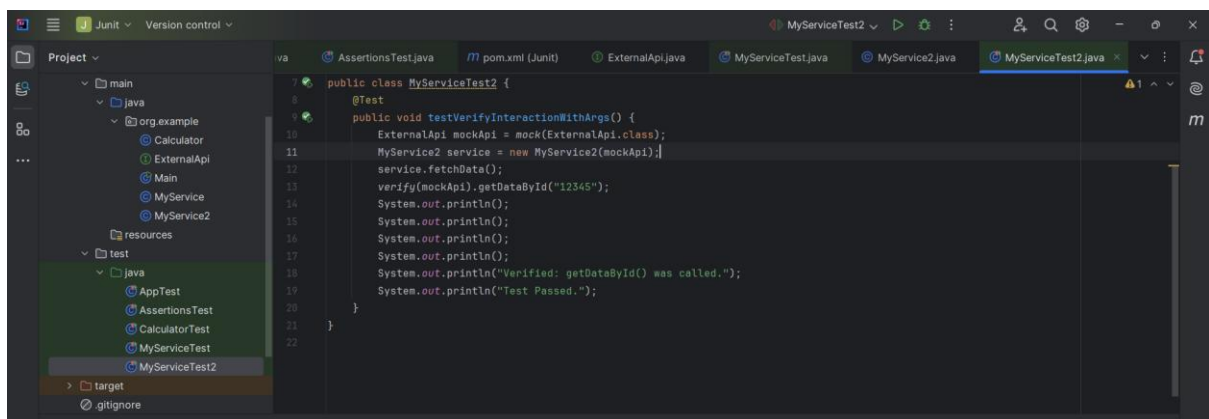 Junit Version control MyServiceTest2
Project va AssertionsTest.java pom.xml (Junit) ExternalApi.java MyServiceTest.java MyService2.java MyServiceTest2.java
main
java
org.example
Calculator
ExternalApi
Main
MyService
MyService2
resources
test
java
AppTest
AssertionsTest
CalculatorTest
MyServiceTest
MyServiceTest2
target
.gitignore
7 public class MyServiceTest2 {
8 @Test
9 public void testVerifyInteractionWithArgs() {
10 ExternalApi mockApi = mock(ExternalApi.class);
11 MyService2 service = new MyService2(mockApi);
12 service.fetchData();
13 verify(mockApi).getDataById("12345");
14 System.out.println();
15 System.out.println();
16 System.out.println();
17 System.out.println();
18 System.out.println("Verified: getDataById() was called.");
19 System.out.println("Test Passed.");
20 }
21 }
22
1